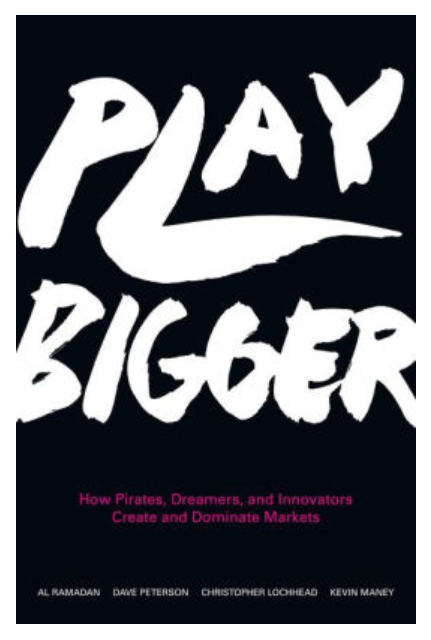 PLAY
BIGGER
How Pirates, Dreamers, and Innovators
Create and Dominate Markets
AL RAMADAN DAVE PETERSON CHRISTOPHER LOCHHEAD KEVIN MANEY